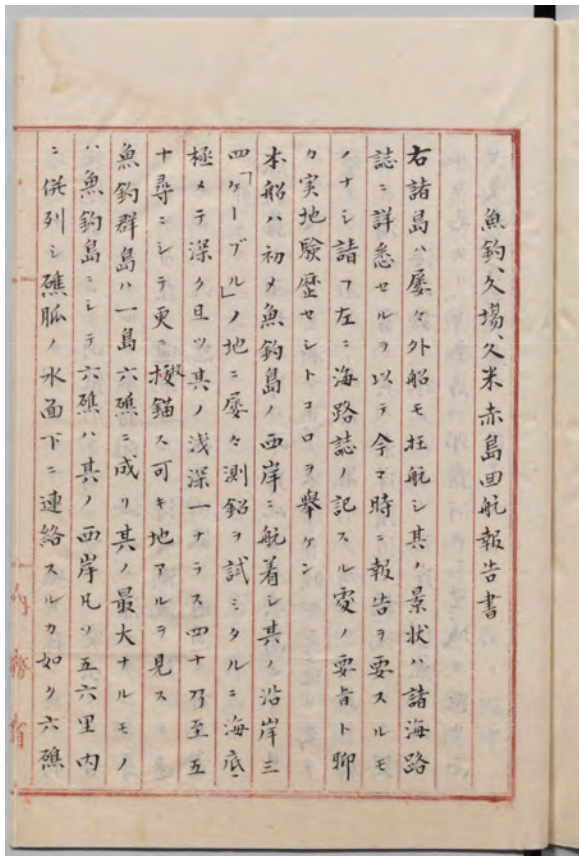 魚釣、久場、久米赤島回航報告書
右諸島ハ屡々外船モ往航シ其ノ景状ハ諸海路
誌ニ詳悉セルヲ以テ今マ時ニ報告ヲ要スルモ
ノナシ請フ左ニ海路誌ノ記スル処ノ要旨ト聊
カ実地験歴セシトコロヲ擧ケン
本船ハ初メ魚釣島ノ西岸ニ航着シ其ノ沿岸三
四「ケーブル」ノ地ニ屡々測鉛ヲ試ミタルニ海底
極メテ深ク且ツ其ノ浅深一ナラス四十乃至五
十尋ニシテ更ニ投錨ス可キ地アルヲ見ス
魚釣群島ハ一島六礁ニ成リ其ノ最大ナルモノ
ハ魚釣島ニシテ六礁ハ其ノ西岸凡ソ五六里内
ニ併列シ礁脈ノ水面下ニ連絡スルカ如ク六礁
内務省